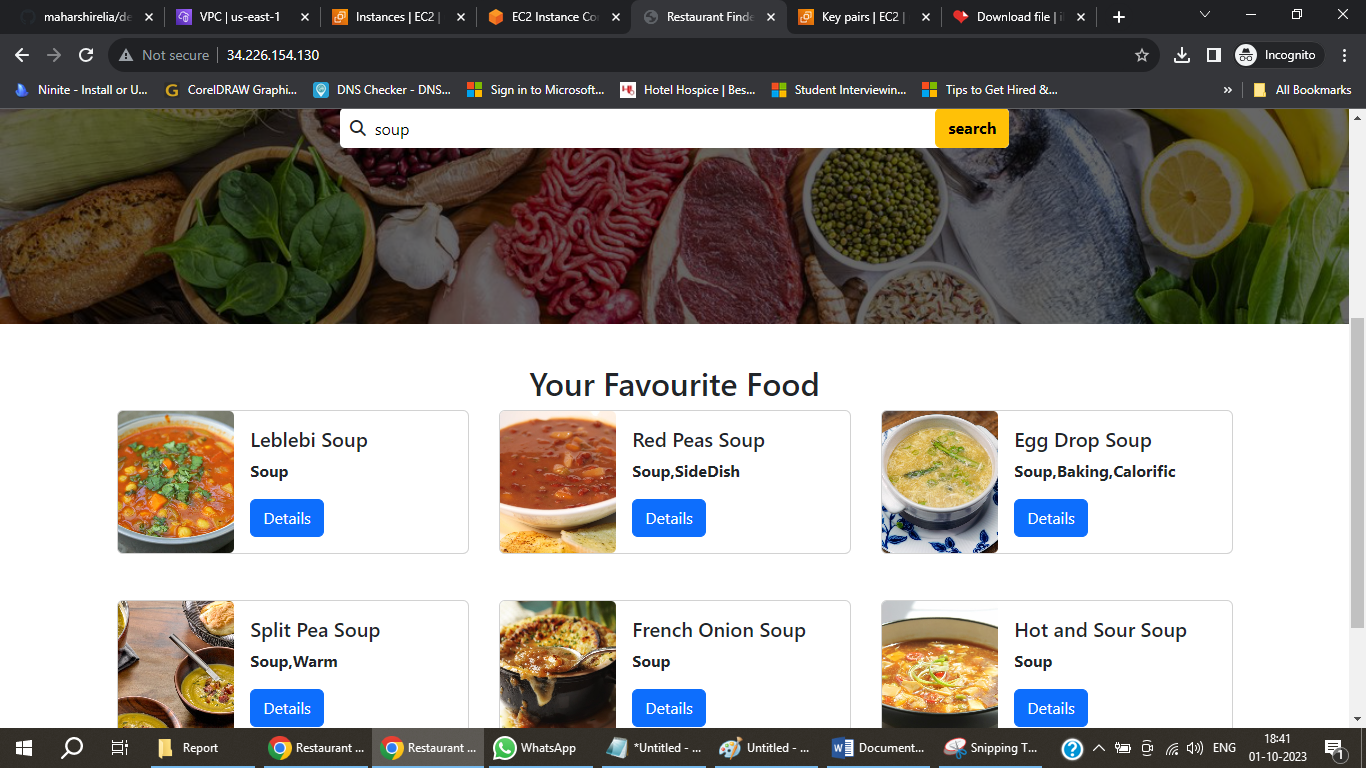 maharshirelia/de
VPC | us-east-1
Instances | EC2 |
EC2 Instance Co
Restaurant Finde
Key pairs | EC2 |
Download file | i
Not secure
34.226.154.130
Incognito
Ninite - Install or U...
CorelDRAW Graphi...
DNS Checker - DNS...
Sign in to Microsoft...
Hotel Hospice | Bes...
Student Interviewin...
Tips to Get Hired &...
»
All Bookmarks
soup
search
Your Favourite Food
Leblebi Soup
Soup
Details
Red Peas Soup
Soup,SideDish
Details
Egg Drop Soup
Soup,Baking,Calorific
Details
Split Pea Soup
Soup,Warm
Details
French Onion Soup
Soup
Details
Hot and Sour Soup
Soup
Details
Report
Restaurant ...
Restaurant ...
WhatsApp
*Untitled - ...
Untitled - ...
Document...
Snipping T...
ENG
18:41
01-10-2023
1